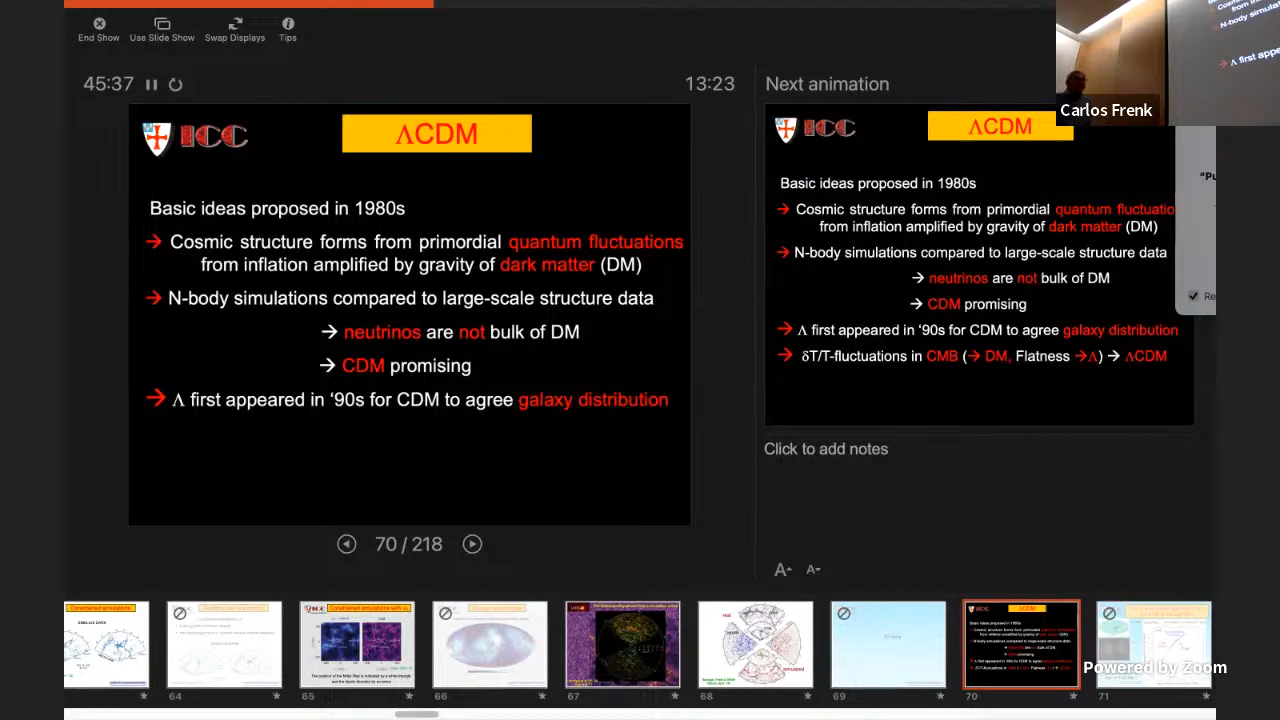 End Show
Use Slide Show
Swap Displays
Tips
45:37
13:23
Next animation
Carlos Frenk
ICC
ΛCDM
Basic ideas proposed in 1980s
→ Cosmic structure forms from primordial quantum fluctuations
from inflation amplified by gravity of dark matter (DM)
→ N-body simulations compared to large-scale structure data
→ neutrinos are not bulk of DM
→ CDM promising
→ Λ first appeared in ‘90s for CDM to agree galaxy distribution
ICC
ΛCDM
Basic ideas proposed in 1980s
→ Cosmic structure forms from primordial quantum fluctuatio
from inflation amplified by gravity of dark matter (DM)
→ N-body simulations compared to large-scale structure data
→ neutrinos are not bulk of DM
→ CDM promising
→ Λ first appeared in ‘90s for CDM to agree galaxy distribution
→ δT/T-fluctuations in CMB (→ DM, Flatness →Λ) → ΛCDM
"Pu
Re
Click to add notes
70 / 218
Constrained simulations
64
65
66
67
68
69
70
71
Powered by Zoom